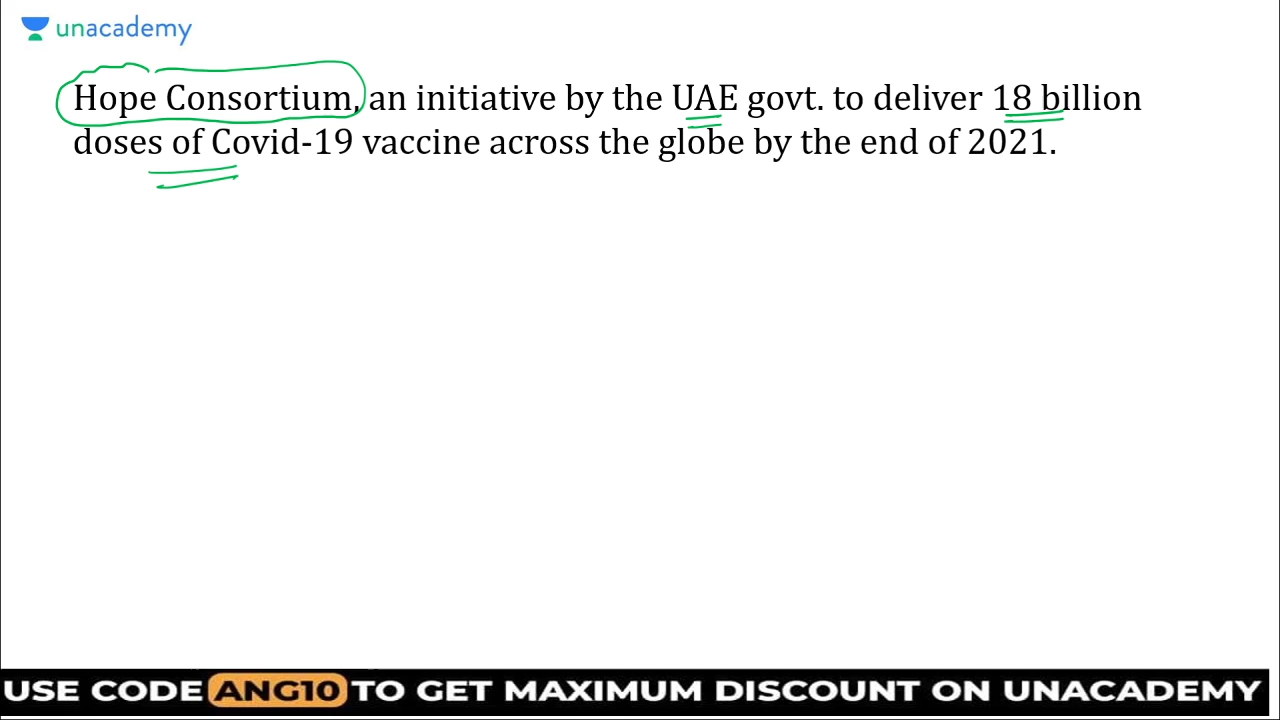 unacademy
Hope Consortium, an initiative by the UAE govt. to deliver 18 billion
doses of Covid-19 vaccine across the globe by the end of 2021.
USE CODE ANG10 TO GET MAXIMUM DISCOUNT ON UNACADEMY